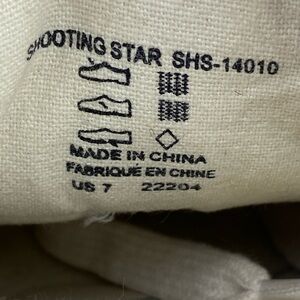 SHOOTING STAR SHS-14010
MADE IN CHINA
FABRIQUÉ EN CHINE
US 7 22204